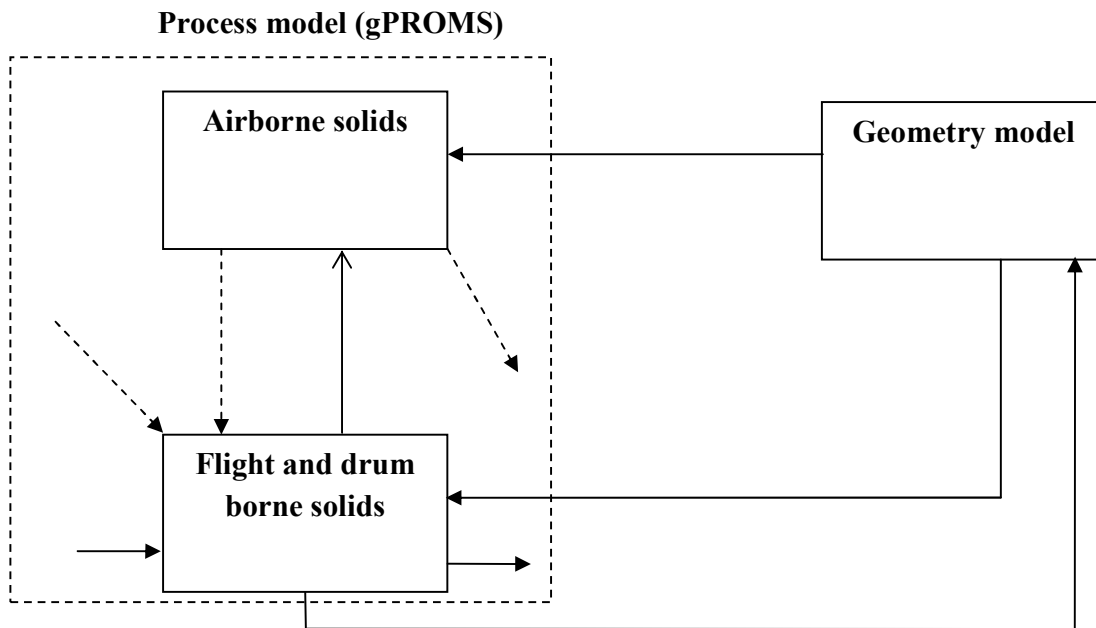 Process model (gPROMS)
Airborne solids
Geometry model
Flight and drum
borne solids